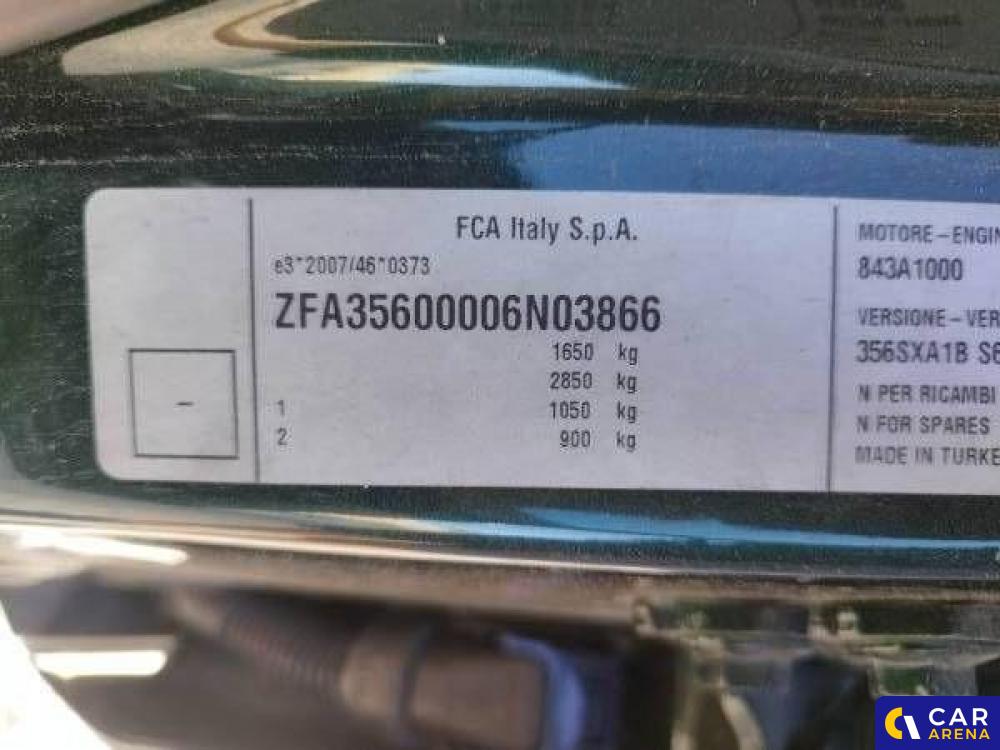 FCA Italy S.p.A.
e3*2007/46*0373
ZFA35600006N03866
1650 kg
2850 kg
1 1050 kg
2 900 kg
-
MOTORE-ENGIN
843A1000
VERSIONE-VER
356SXA1B S6
N PER RICAMBI
N FOR SPARES
MADE IN TURKE
CAR
ARENA